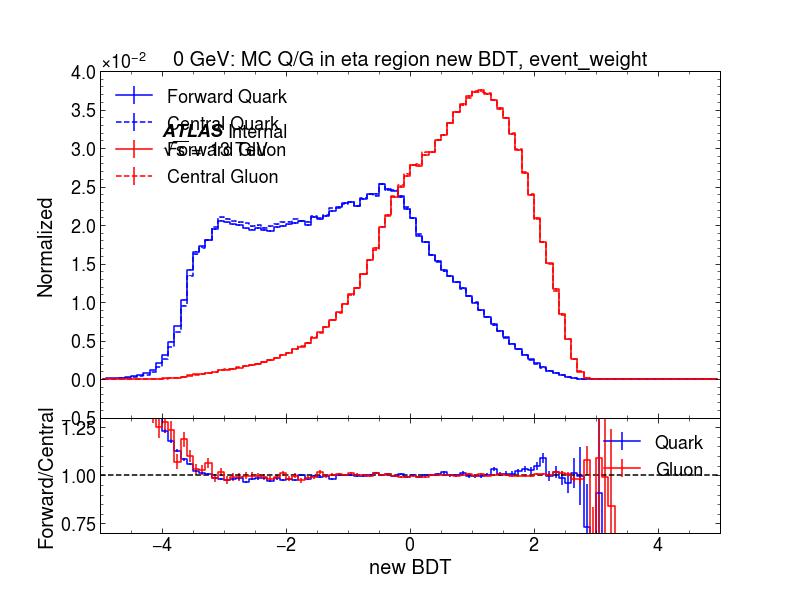 ×10⁻²
0 GeV: MC Q/G in eta region new BDT, event_weight
4.0
3.5
3.0
2.5
2.0
1.5
1.0
0.5
0.0
0.5
Normalized
Forward Quark
Central Quark
ATLAS Internal
√s = 13 TeV
Forward Gluon
Central Gluon
1.25
1.00
0.75
Forward/Central
Quark
Gluon
−4
−2
0
2
4
new BDT